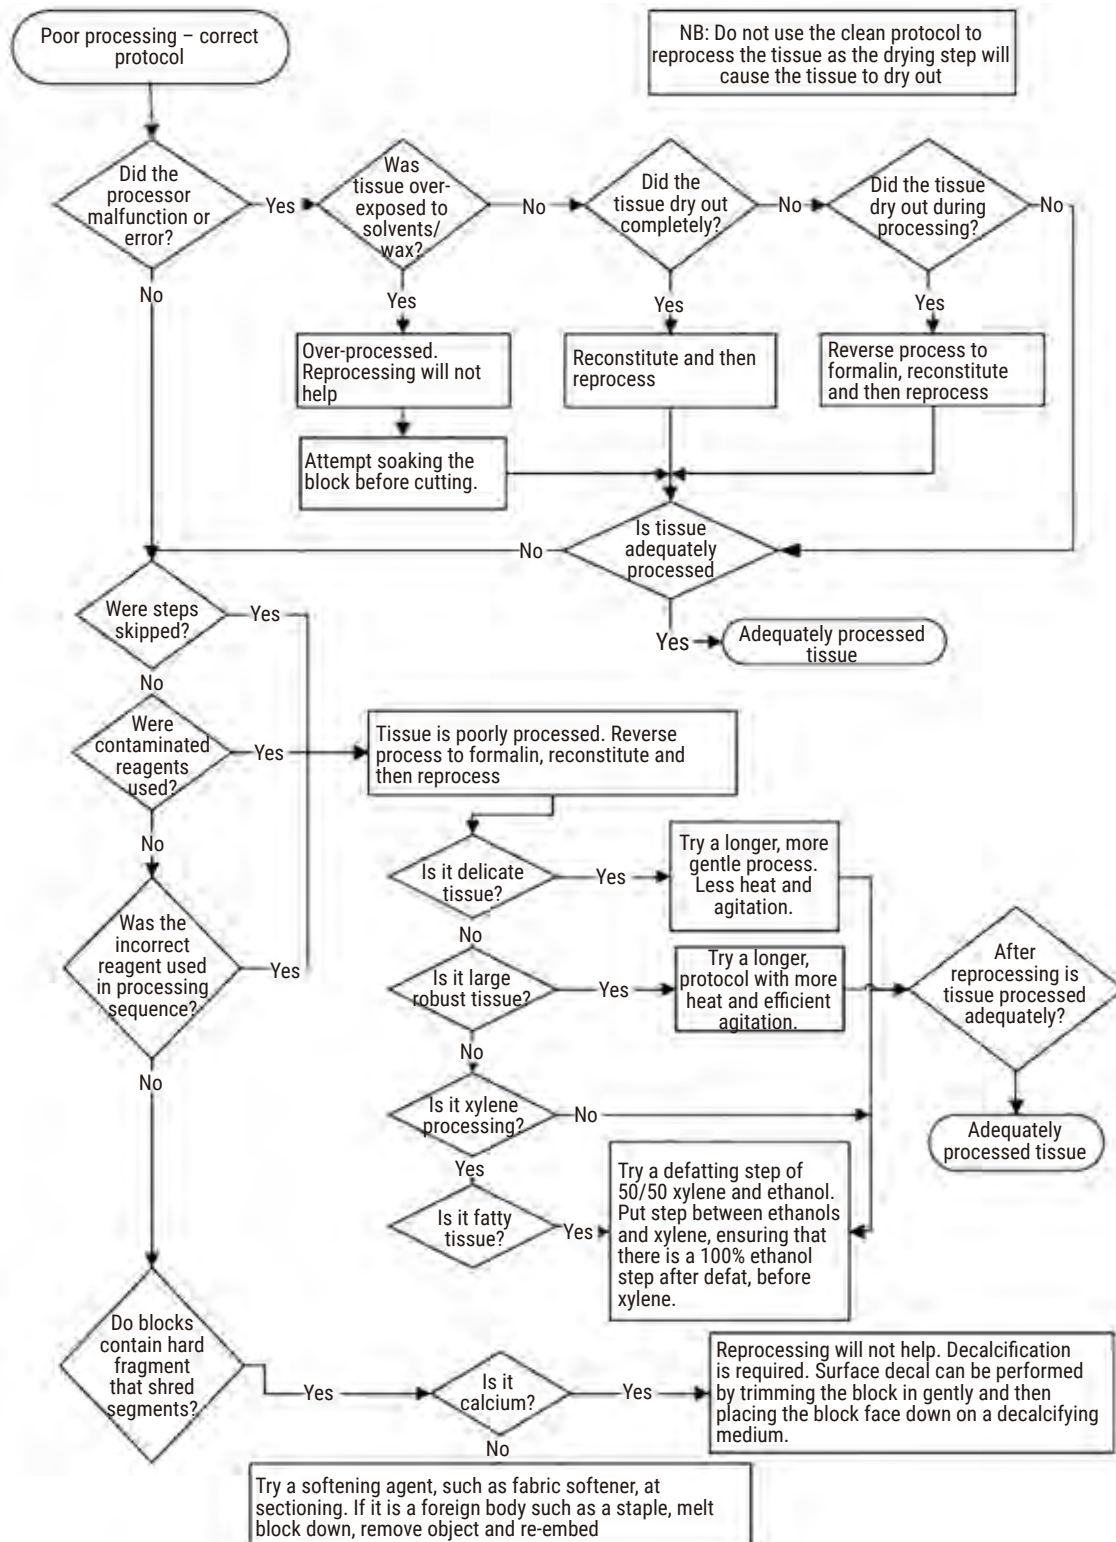 Poor processing – correct
protocol
NB: Do not use the clean protocol to
reprocess the tissue as the drying step will
cause the tissue to dry out
Did the
processor
malfunction or
error?
Yes
Was
tissue over-
exposed to
solvents/
wax?
No
Did the
tissue dry out
completely?
No
Did the tissue
dry out during
processing?
No
No
Yes
Yes
Yes
Over-processed.
Reprocessing will not
help
Reconstitute and then
reprocess
Reverse process to
formalin, reconstitute
and then reprocess
Attempt soaking the
block before cutting.
Is tissue
adequately
processed
No
Yes
Adequately processed
tissue
Were steps
skipped?
Yes
No
Were
contaminated
reagents
used?
Yes
Tissue is poorly processed. Reverse
process to formalin, reconstitute and
then reprocess
No
Was the
incorrect
reagent used
in processing
sequence?
Yes
No
Is it delicate
tissue?
Yes
Try a longer, more
gentle process.
Less heat and
agitation.
No
Is it large
robust tissue?
Yes
Try a longer,
protocol with more
heat and efficient
agitation.
After
reprocessing is
tissue processed
adequately?
No
Is it xylene
processing?
No
Adequately
processed tissue
Yes
Is it fatty
tissue?
Yes
Try a defatting step of
50/50 xylene and ethanol.
Put step between ethanols
and xylene, ensuring that
there is a 100% ethanol
step after defat, before
xylene.
Do blocks
contain hard
fragment
that shred
segments?
Yes
Is it
calcium?
Yes
Reprocessing will not help. Decalcification
is required. Surface decal can be performed
by trimming the block in gently and then
placing the block face down on a decalcifying
medium.
No
Try a softening agent, such as fabric softener, at
sectioning. If it is a foreign body such as a staple, melt
block down, remove object and re-embed